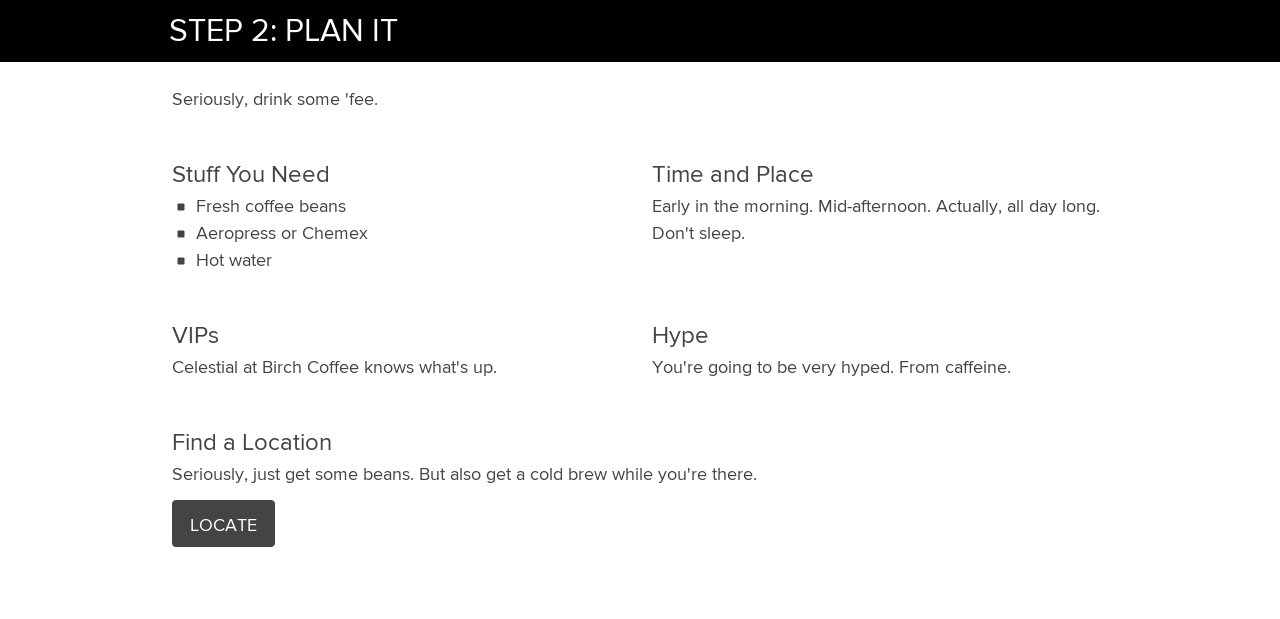 STEP 2: PLAN IT
Seriously, drink some 'fee.
Stuff You Need
Fresh coffee beans
Aeropress or Chemex
Hot water
Time and Place
Early in the morning. Mid-afternoon. Actually, all day long.
Don't sleep.
VIPs
Celestial at Birch Coffee knows what's up.
Hype
You're going to be very hyped. From caffeine.
Find a Location
Seriously, just get some beans. But also get a cold brew while you're there.
LOCATE